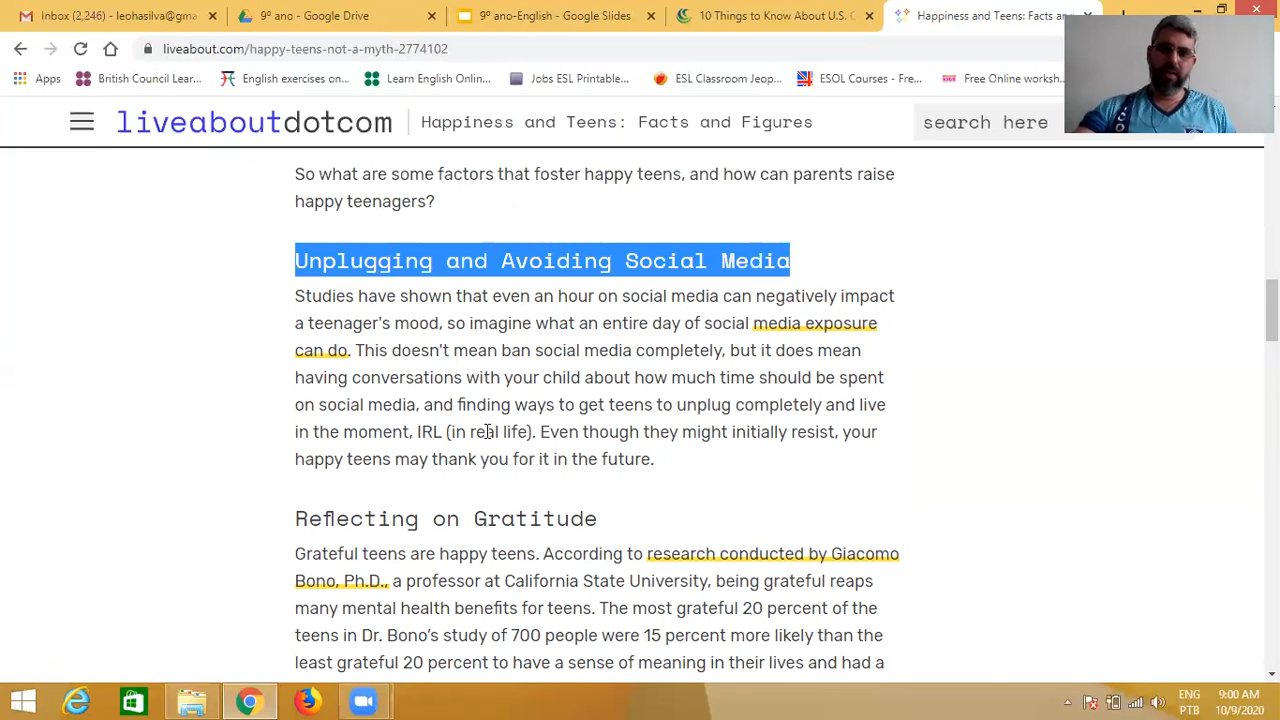 Inbox (2,246) - leohasilva@gma
9º ano - Google Drive
9º ano-English - Google Slides
10 Things to Know About U.S. C
Happiness and Teens: Facts an
liveabout.com/happy-teens-not-a-myth-2774102
Apps
British Council Lear...
English exercises on...
Learn English Onlin...
Jobs ESL Printable...
ESL Classroom Jeop...
ESOL Courses - Fre...
Free Online worksh...
liveaboutdotcom
Happiness and Teens: Facts and Figures
search here
So what are some factors that foster happy teens, and how can parents raise
happy teenagers?
Unplugging and Avoiding Social Media
Studies have shown that even an hour on social media can negatively impact
a teenager's mood, so imagine what an entire day of social media exposure
can do. This doesn't mean ban social media completely, but it does mean
having conversations with your child about how much time should be spent
on social media, and finding ways to get teens to unplug completely and live
in the moment, IRL (in real life). Even though they might initially resist, your
happy teens may thank you for it in the future.
Reflecting on Gratitude
Grateful teens are happy teens. According to research conducted by Giacomo
Bono, Ph.D., a professor at California State University, being grateful reaps
many mental health benefits for teens. The most grateful 20 percent of the
teens in Dr. Bono's study of 700 people were 15 percent more likely than the
least grateful 20 percent to have a sense of meaning in their lives and had a
ENG
PTB
9:00 AM
10/9/2020